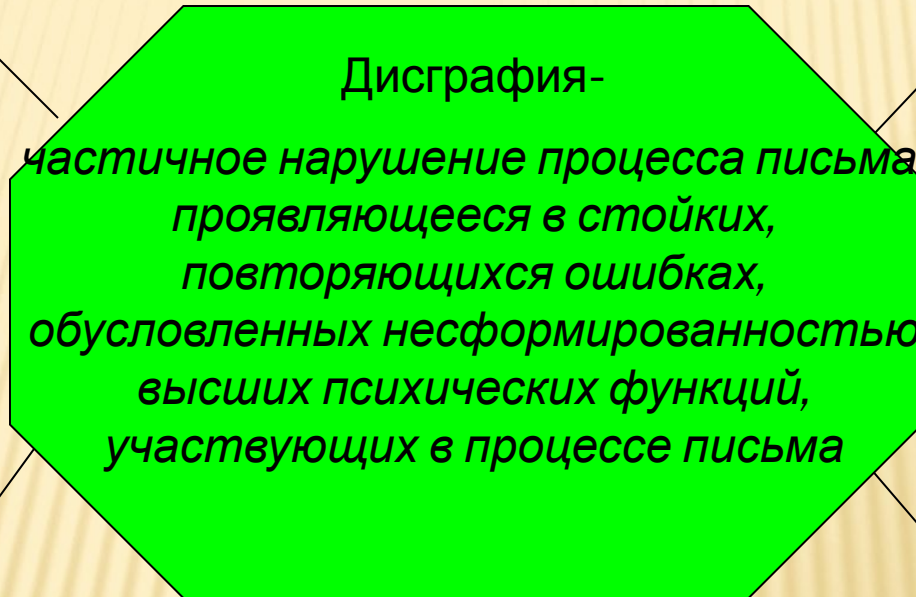 Дисграфия-
частичное нарушение процесса письма
проявляющееся в стойких,
повторяющихся ошибках,
обусловленных несформированностью
высших психических функций,
участвующих в процессе письма